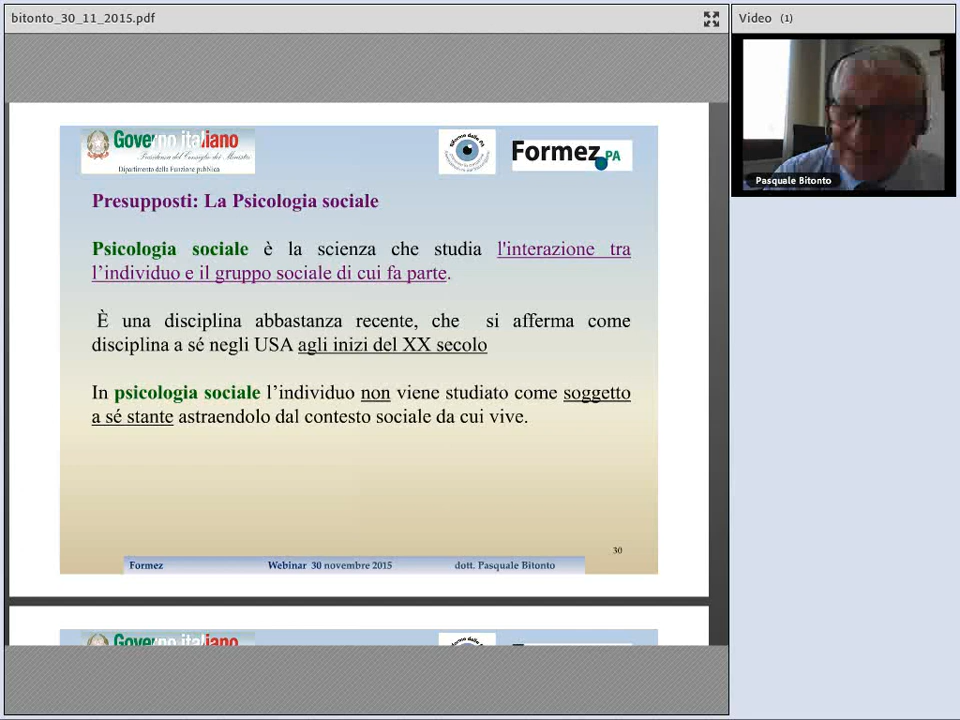 bitonto_30_11_2015.pdf
Video (1)
Pasquale Bitonto
Governo italiano
Presidenza del Consiglio dei Ministri
Dipartimento della Funzione pubblica
Formez PA
Presupposti: La Psicologia sociale
Psicologia sociale è la scienza che studia l'interazione tra
l’individuo e il gruppo sociale di cui fa parte.
È una disciplina abbastanza recente, che si afferma come
disciplina a sé negli USA agli inizi del XX secolo
In psicologia sociale l’individuo non viene studiato come soggetto
a sé stante astraendolo dal contesto sociale da cui vive.
30
Formez Webinar 30 novembre 2015 dott. Pasquale Bitonto
Governo italiano